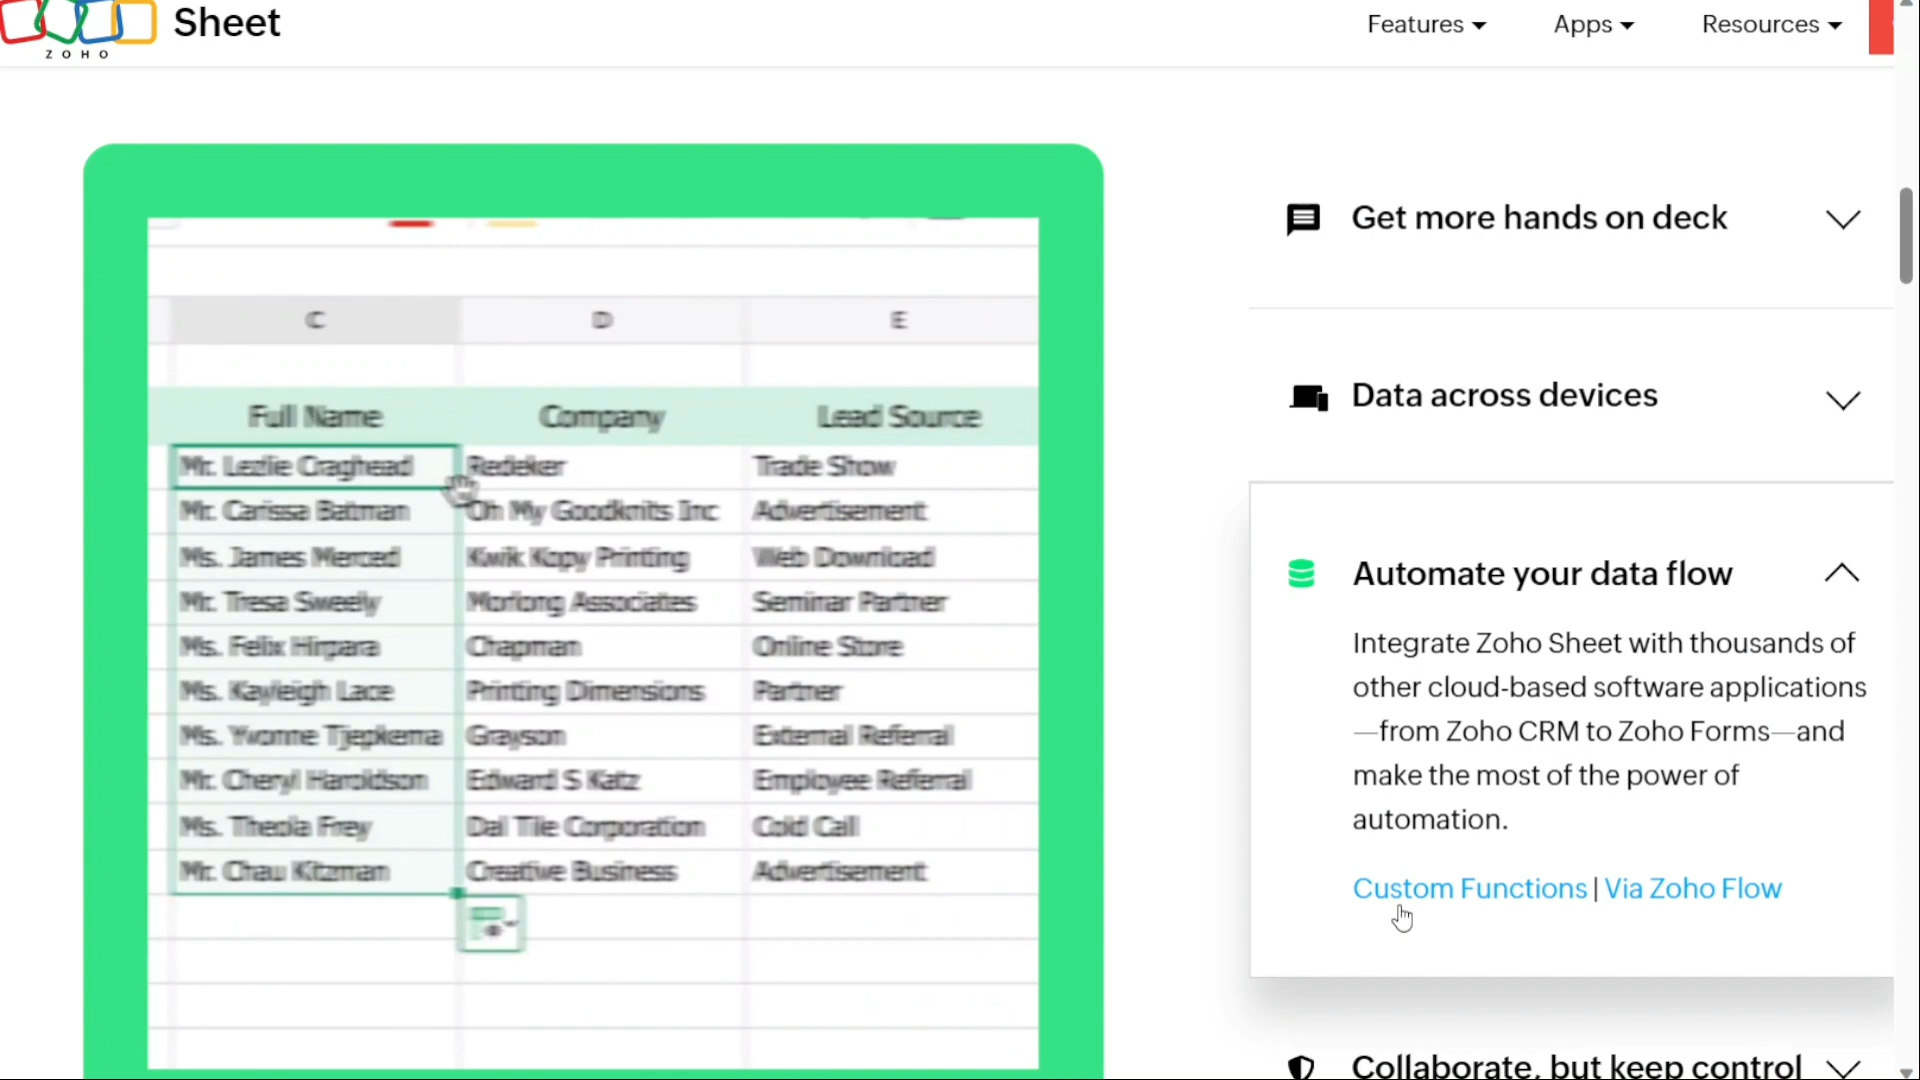 ZOHO
Sheet
Features
Apps
Resources
C
D
E
Full Name
Company
Lead Source
Mr. Lezlie Craghead
Redeker
Trade Show
Mr. Carissa Batman
Oh My Goodknits Inc
Advertisement
Ms. James Merced
Kwik Kopy Printing
Web Download
Mr. Tresa Sweely
Morlong Associates
Seminar Partner
Ms. Felix Hirpara
Chapman
Online Store
Ms. Kayleigh Lace
Printing Dimensions
Partner
Ms. Yvonne Tjepkema
Grayson
External Referral
Mr. Cheryl Haroldson
Edward S Katz
Employee Referral
Ms. Theola Frey
Dal Tile Corporation
Cold Call
Mr. Chau Kitzman
Creative Business
Advertisement
Get more hands on deck
Data across devices
Automate your data flow
Integrate Zoho Sheet with thousands of
other cloud-based software applications
—from Zoho CRM to Zoho Forms—and
make the most of the power of
automation.
Custom Functions | Via Zoho Flow
Collaborate, but keep control